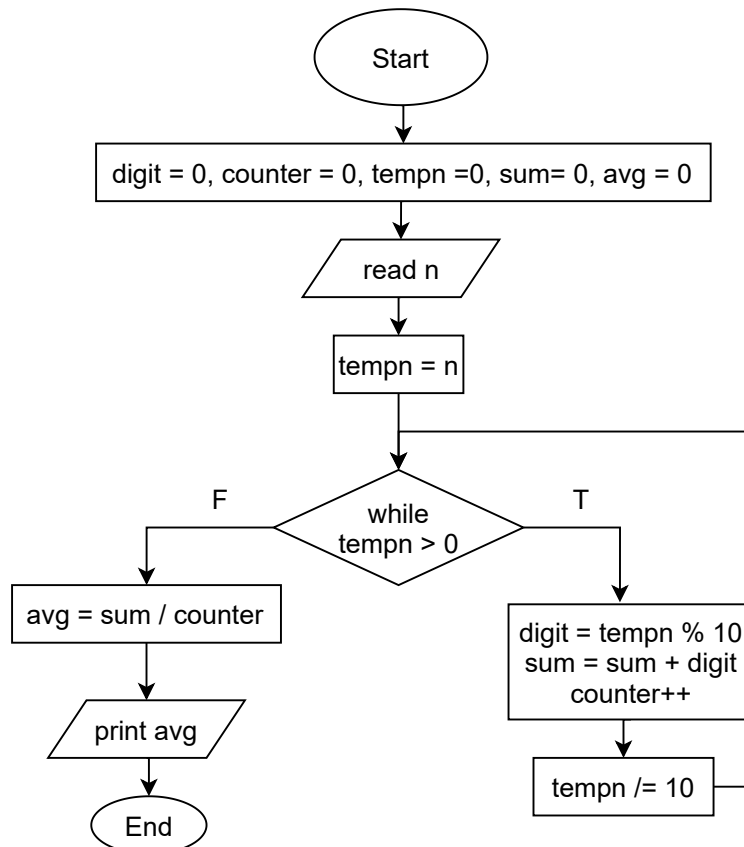 Start
digit = 0, counter = 0, tempn =0, sum= 0, avg = 0
read n
tempn = n
F
T
while
tempn > 0
avg = sum / counter
digit = tempn % 10
sum = sum + digit
counter++
print avg
tempn /= 10
End